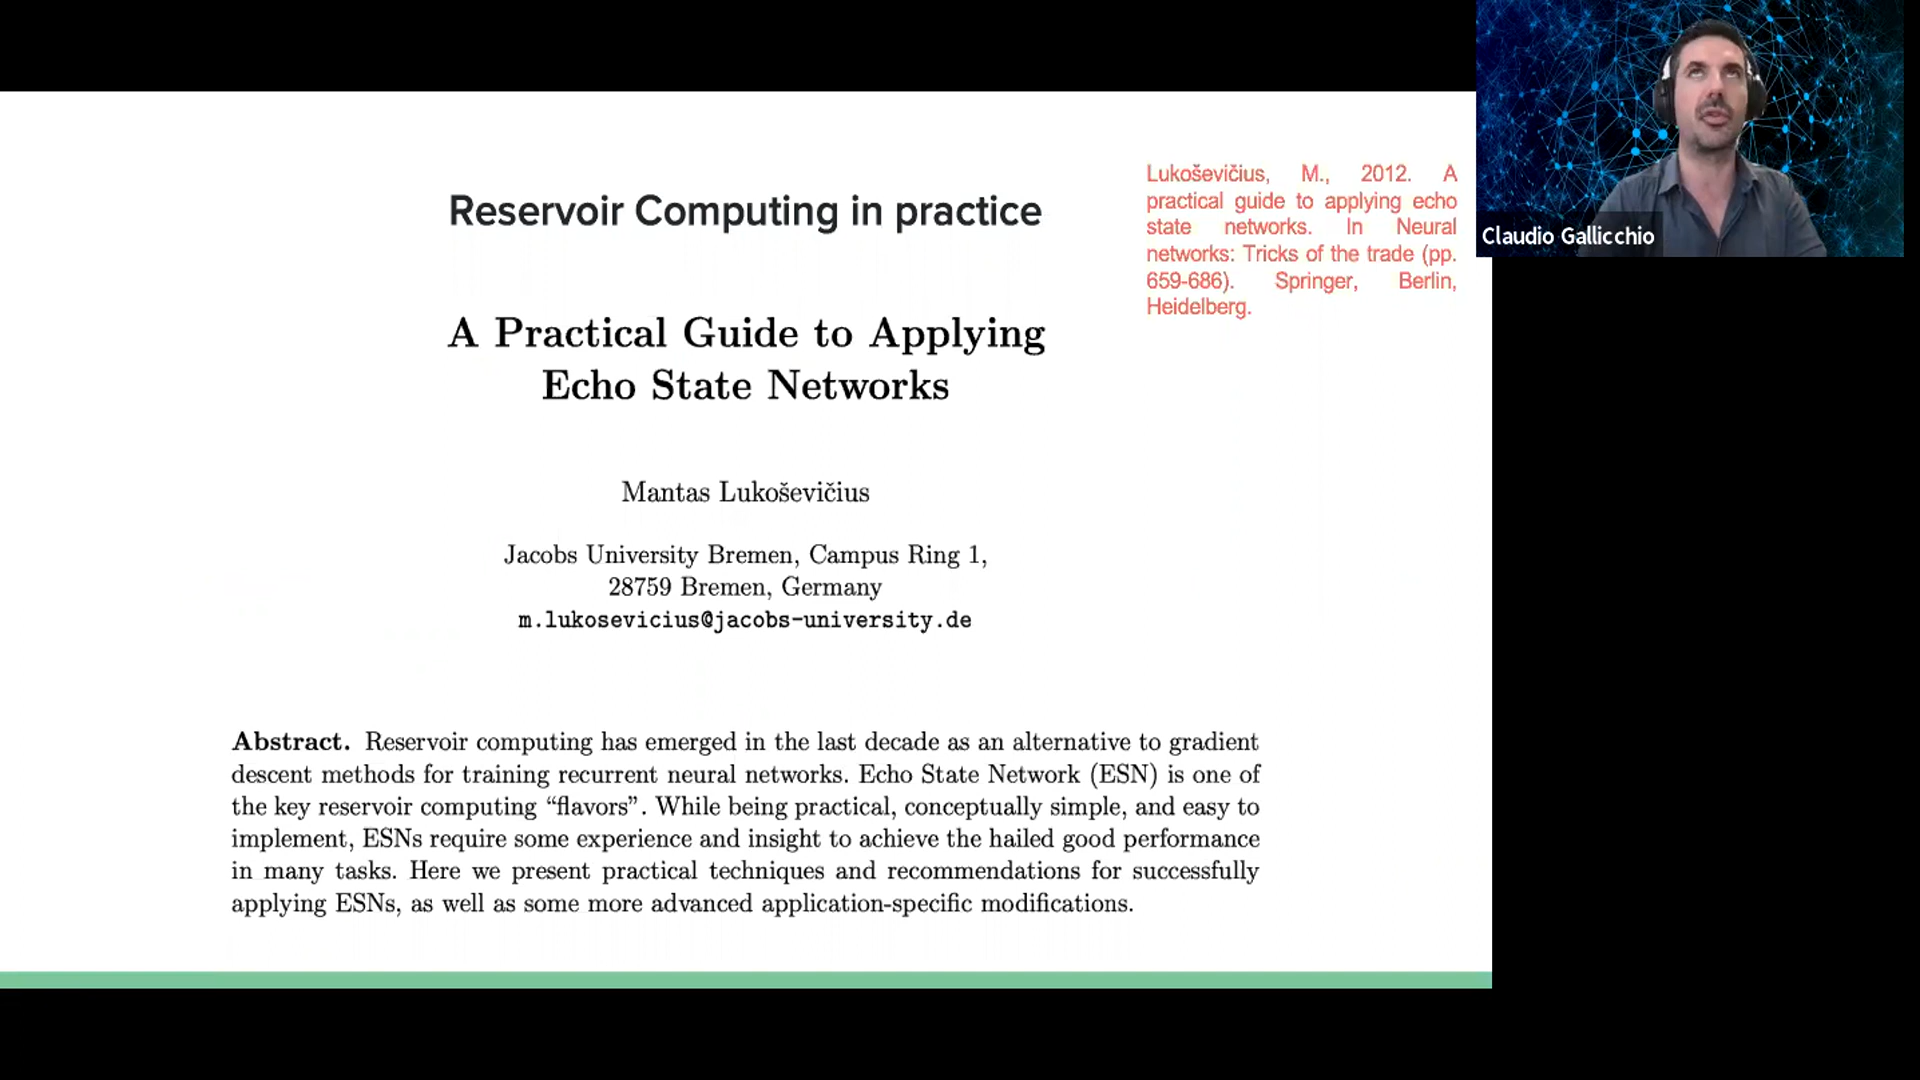 Reservoir Computing in practice
Lukoševičius, M., 2012. A
practical guide to applying echo
state networks. In Neural
networks: Tricks of the trade (pp.
659-686). Springer, Berlin,
Heidelberg.
Claudio Gallicchio
A Practical Guide to Applying
Echo State Networks
Mantas Lukoševičius
Jacobs University Bremen, Campus Ring 1,
28759 Bremen, Germany
m.lukosevicius@jacobs-university.de
Abstract. Reservoir computing has emerged in the last decade as an alternative to gradient
descent methods for training recurrent neural networks. Echo State Network (ESN) is one of
the key reservoir computing “flavors”. While being practical, conceptually simple, and easy to
implement, ESNs require some experience and insight to achieve the hailed good performance
in many tasks. Here we present practical techniques and recommendations for successfully
applying ESNs, as well as some more advanced application-specific modifications.